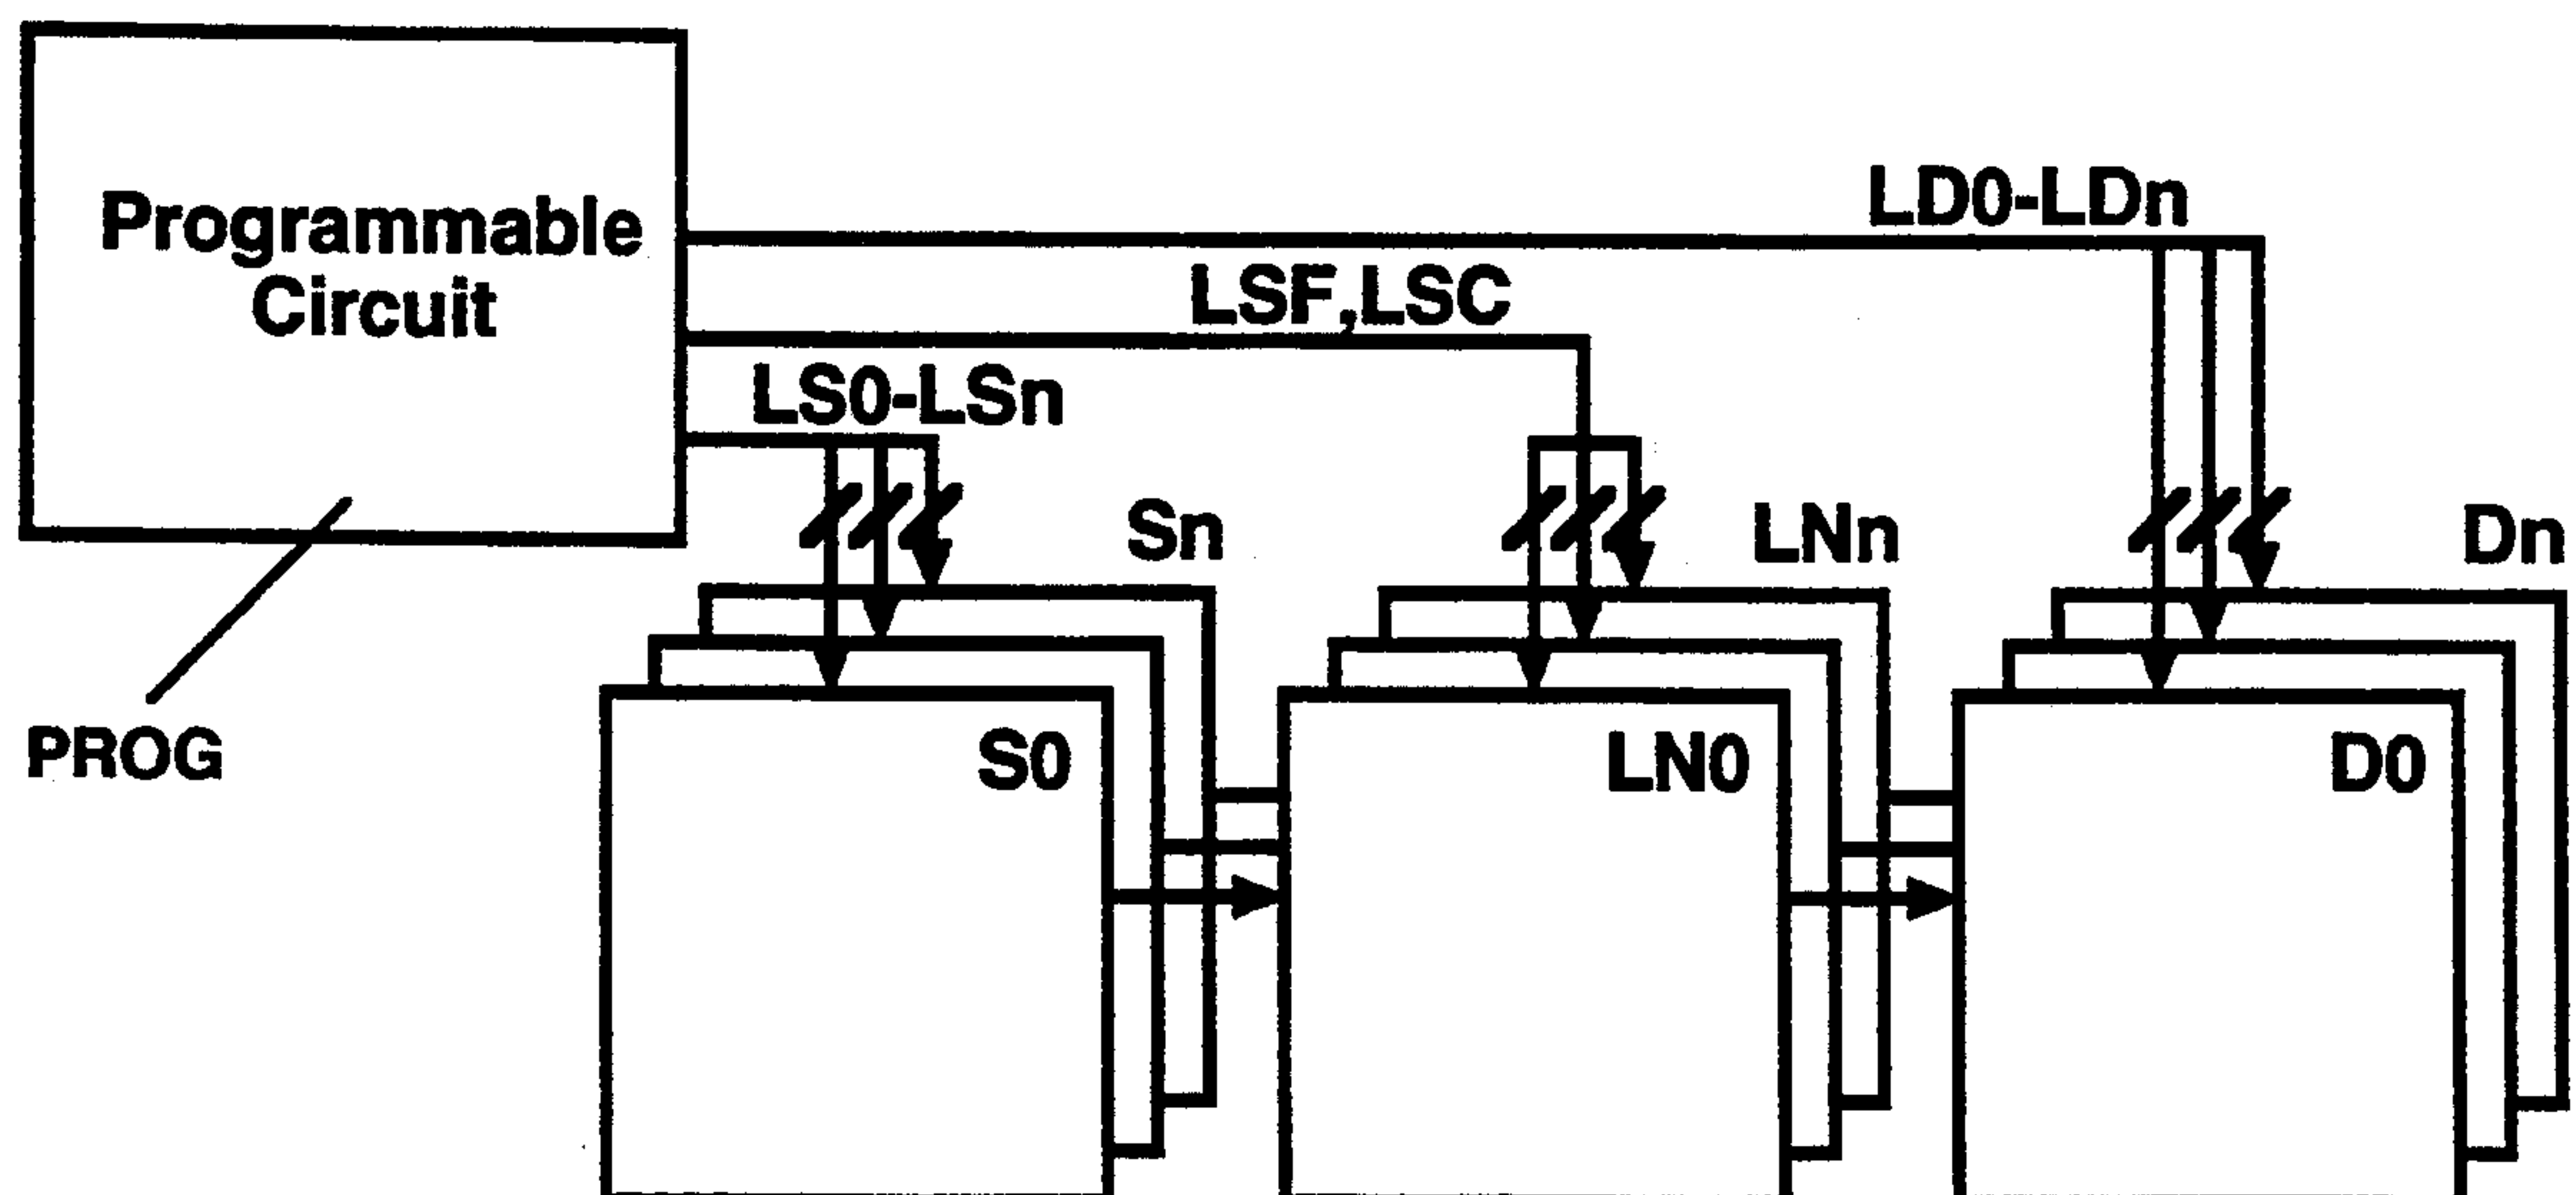 Programmable
Circuit
LD0-LDn
LSF,LSC
LS0-LSn
Sn
LNn
Dn
PROG
S0
LN0
D0